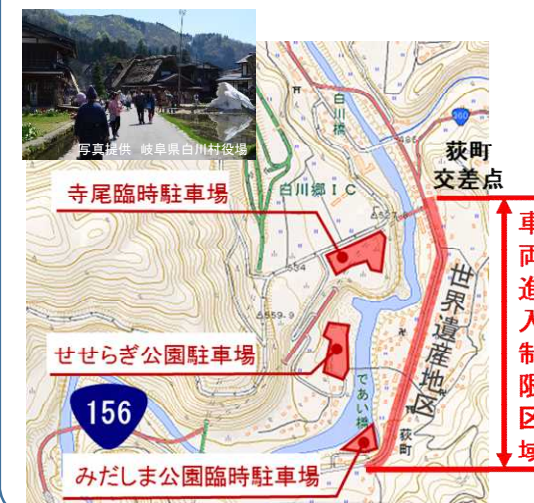 写真提供 岐阜県白川村役場
白川橋
360
荻町
交差点
寺尾臨時駐車場
白川郷IC
世界遺産地区
車両進入制限区域
せせらぎ公園駐車場
であい橋
156
荻町
みだしま公園臨時駐車場